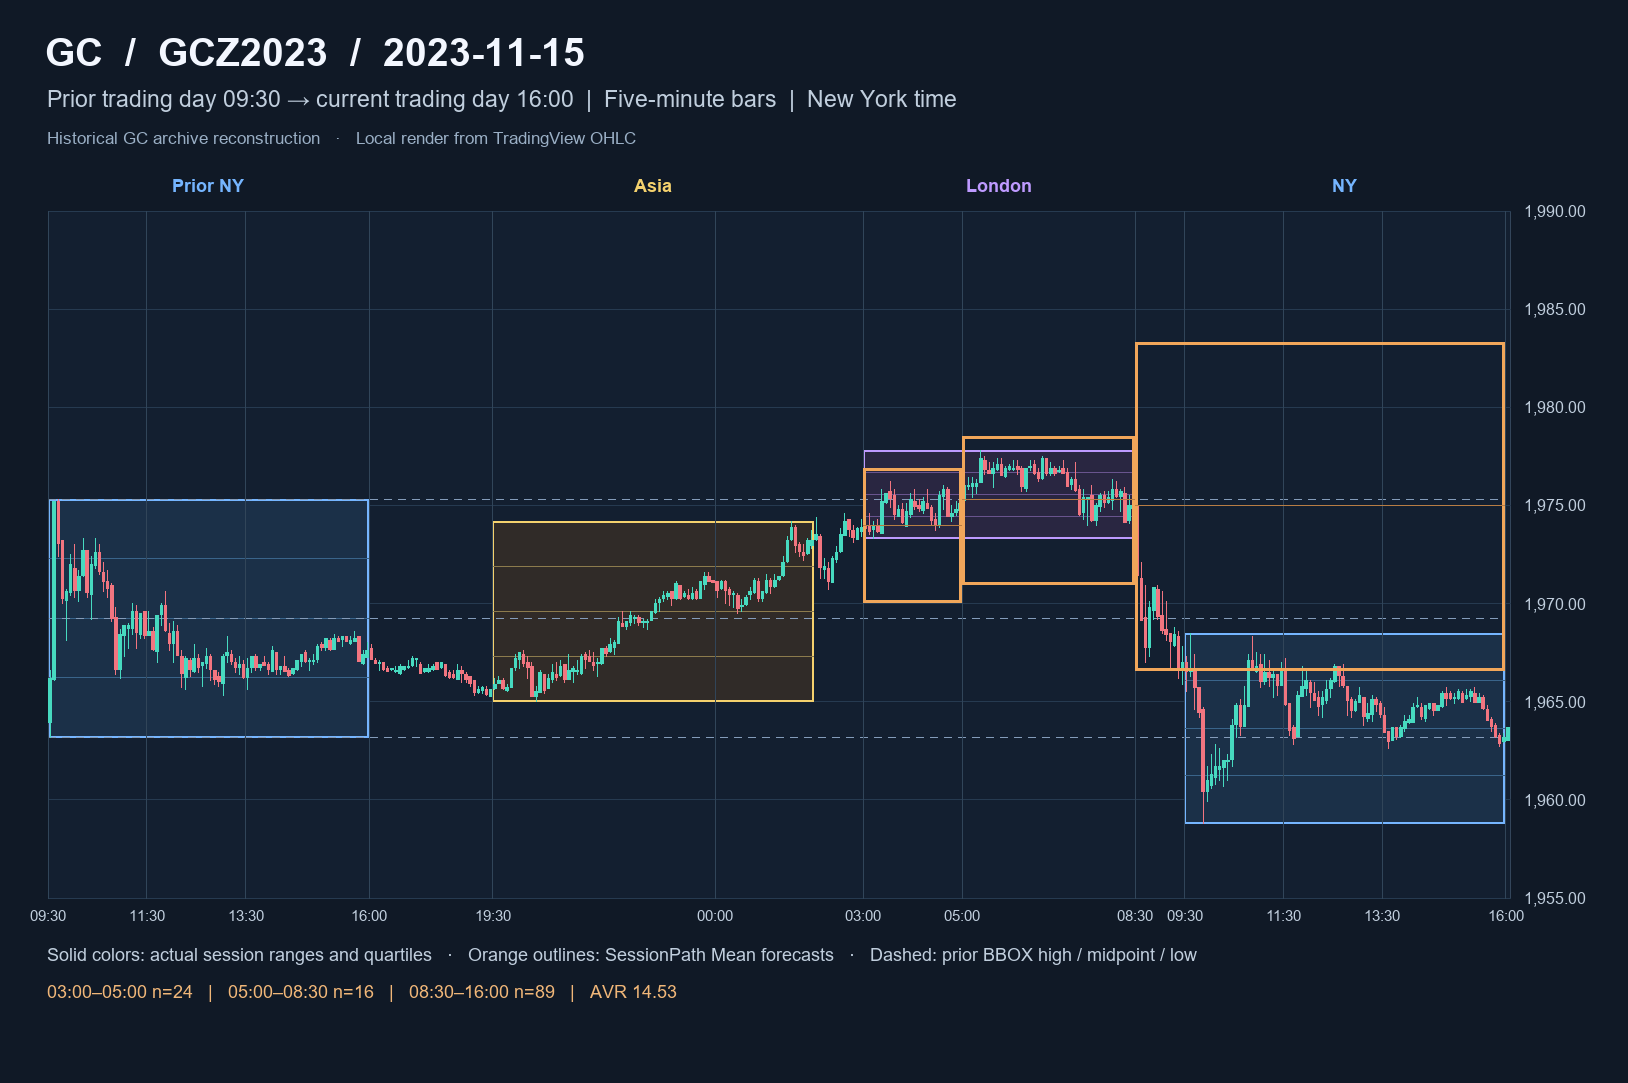 GC / GCZ2023 / 2023-11-15
Prior trading day 09:30 → current trading day 16:00 | Five-minute bars | New York time
Historical GC archive reconstruction · Local render from TradingView OHLC
Prior NY Asia London NY
1,990.00
1,985.00
1,980.00
1,975.00
1,970.00
1,965.00
1,960.00
1,955.00
09:30 11:30 13:30 16:00 19:30 00:00 03:00 05:00 08:30 09:30 11:30 13:30 16:00
Solid colors: actual session ranges and quartiles · Orange outlines: SessionPath Mean forecasts · Dashed: prior BBOX high / midpoint / low
03:00–05:00 n=24 | 05:00–08:30 n=16 | 08:30–16:00 n=89 | AVR 14.53